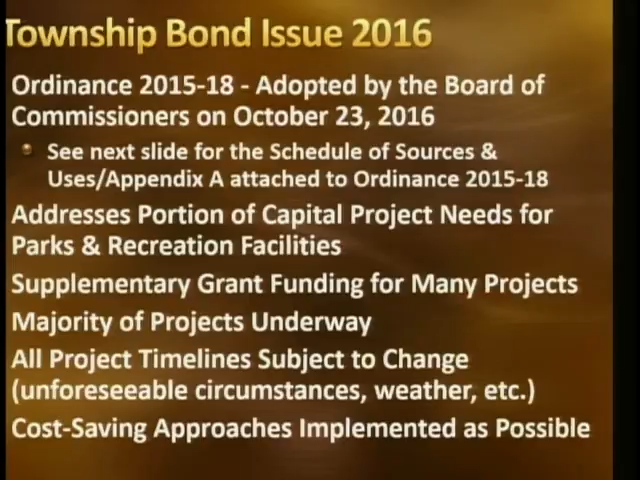 Township Bond Issue 2016
Ordinance 2015-18 - Adopted by the Board of
Commissioners on October 23, 2016
See next slide for the Schedule of Sources &
Uses/Appendix A attached to Ordinance 2015-18
Addresses Portion of Capital Project Needs for
Parks & Recreation Facilities
Supplementary Grant Funding for Many Projects
Majority of Projects Underway
All Project Timelines Subject to Change
(unforeseeable circumstances, weather, etc.)
Cost-Saving Approaches Implemented as Possible